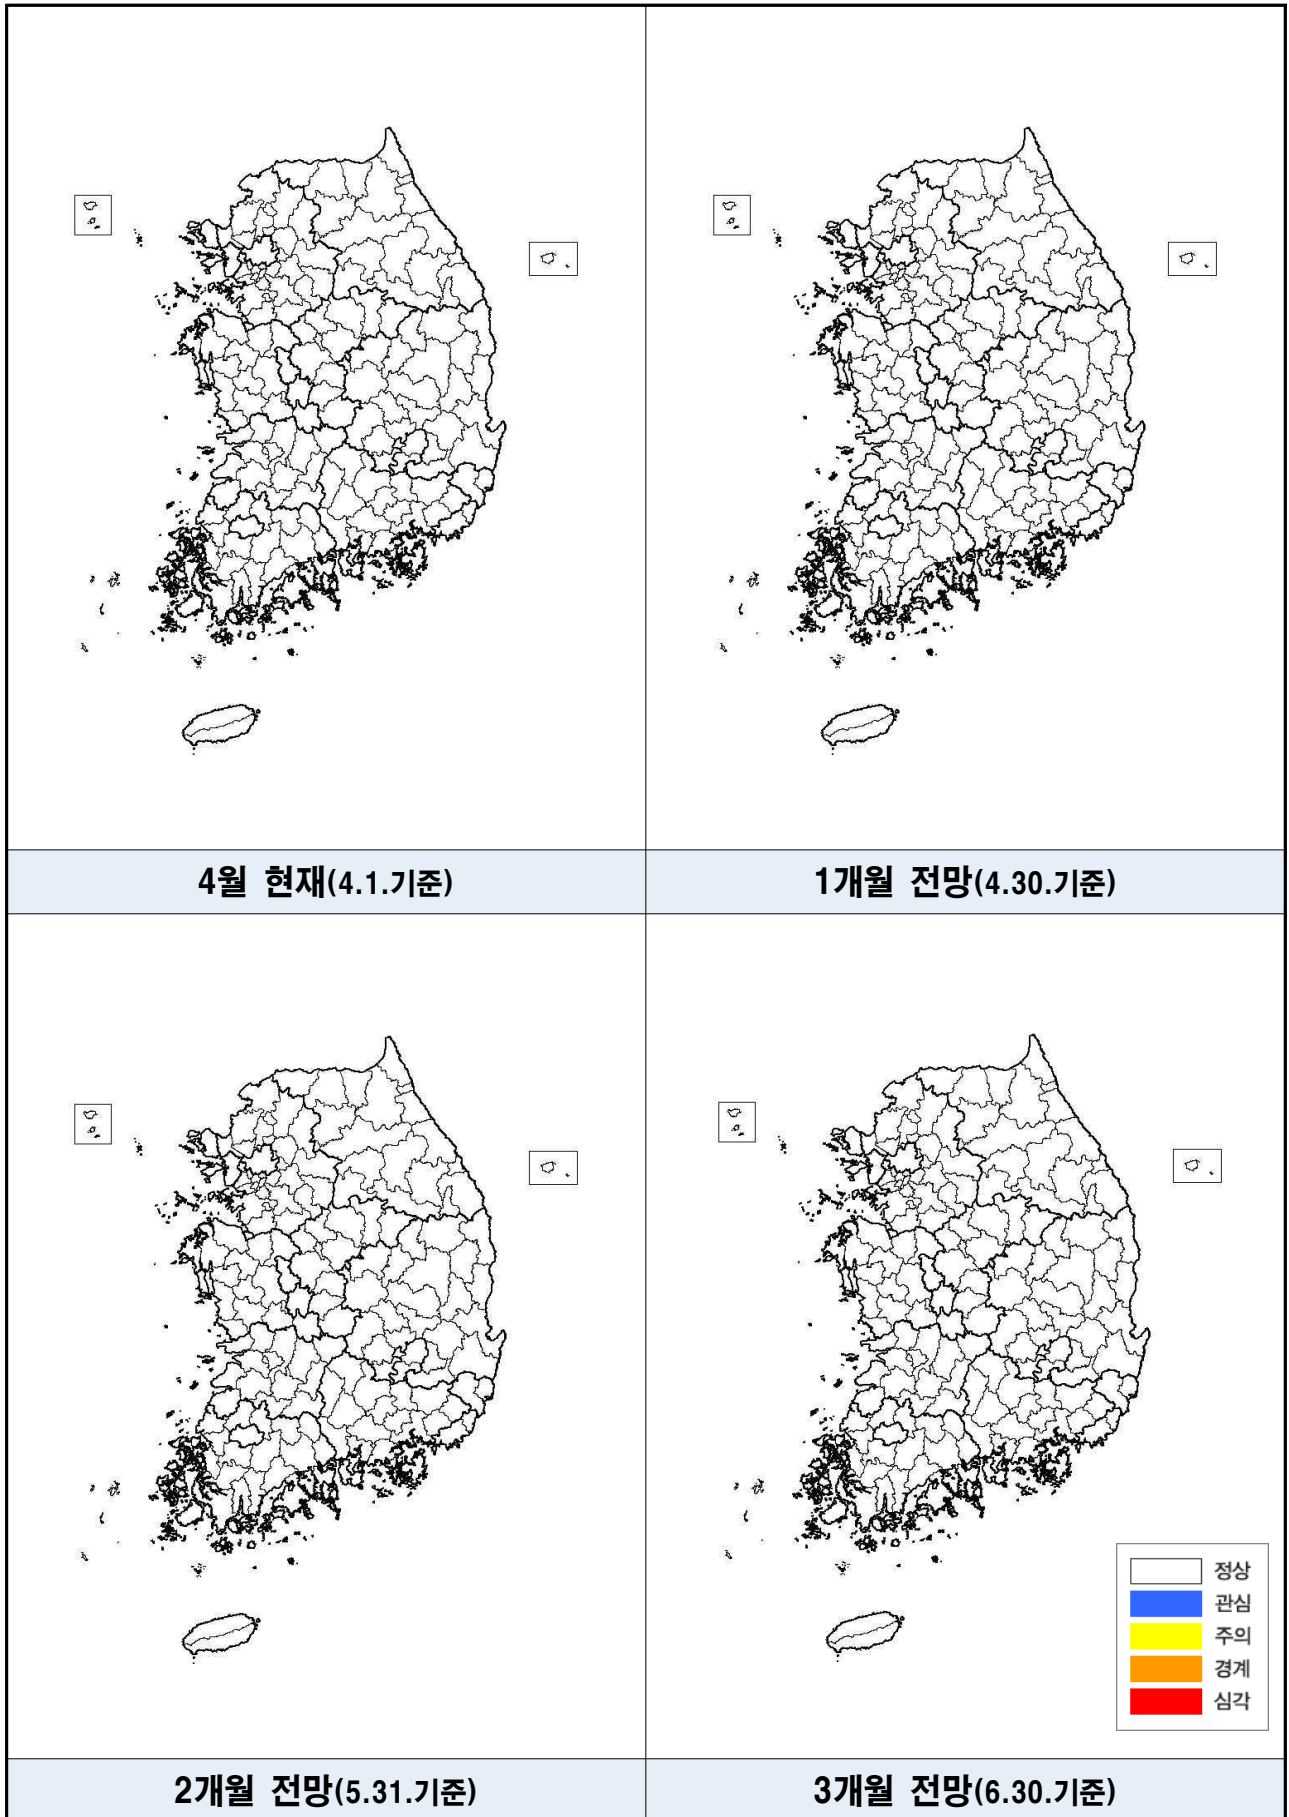 4월 현재(4.1.기준)
1개월 전망(4.30.기준)
정상
관심
주의
경계
심각
2개월 전망(5.31.기준)
3개월 전망(6.30.기준)